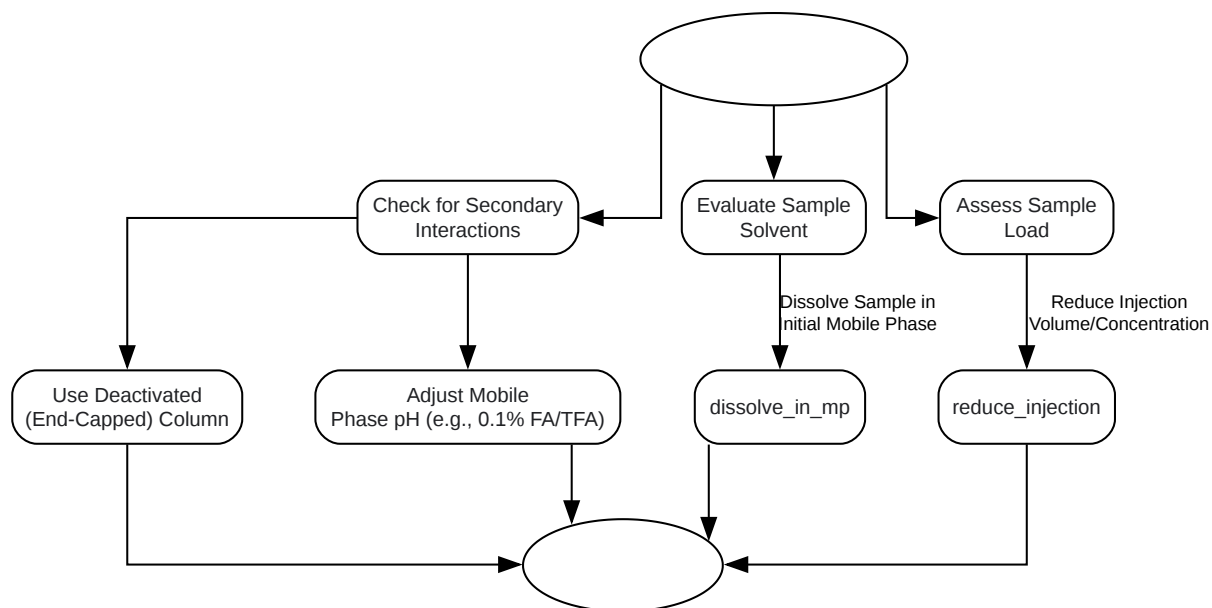 Check for Secondary
Interactions
Evaluate Sample
Solvent
Assess Sample
Load
Dissolve Sample in
Initial Mobile Phase
Reduce Injection
Volume/Concentration
Use Deactivated
(End-Capped) Column
Adjust Mobile
Phase pH (e.g., 0.1% FA/TFA)
dissolve_in_mp
reduce_injection